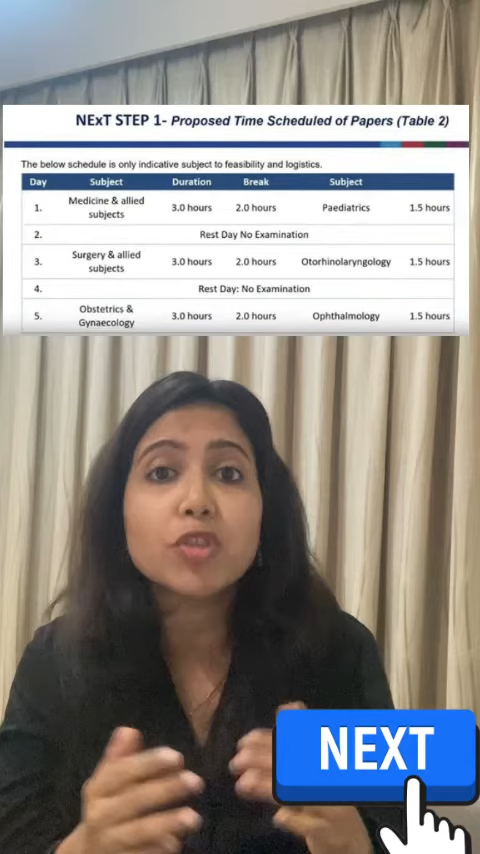 NExT STEP 1- Proposed Time Scheduled of Papers (Table 2)
The below schedule is only indicative subject to feasibility and logistics.
Day Subject Duration Break Subject
1. Medicine & allied subjects 3.0 hours 2.0 hours Paediatrics 1.5 hours
2. Rest Day No Examination
3. Surgery & allied subjects 3.0 hours 2.0 hours Otorhinolaryngology 1.5 hours
4. Rest Day: No Examination
5. Obstetrics & Gynaecology 3.0 hours 2.0 hours Ophthalmology 1.5 hours
NEXT